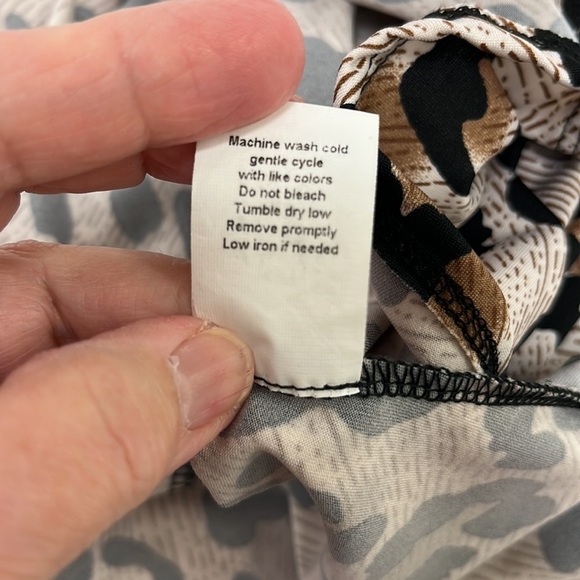 Machine wash cold
gentle cycle
with like colors
Do not bleach
Tumble dry low
Remove promptly
Low iron if needed